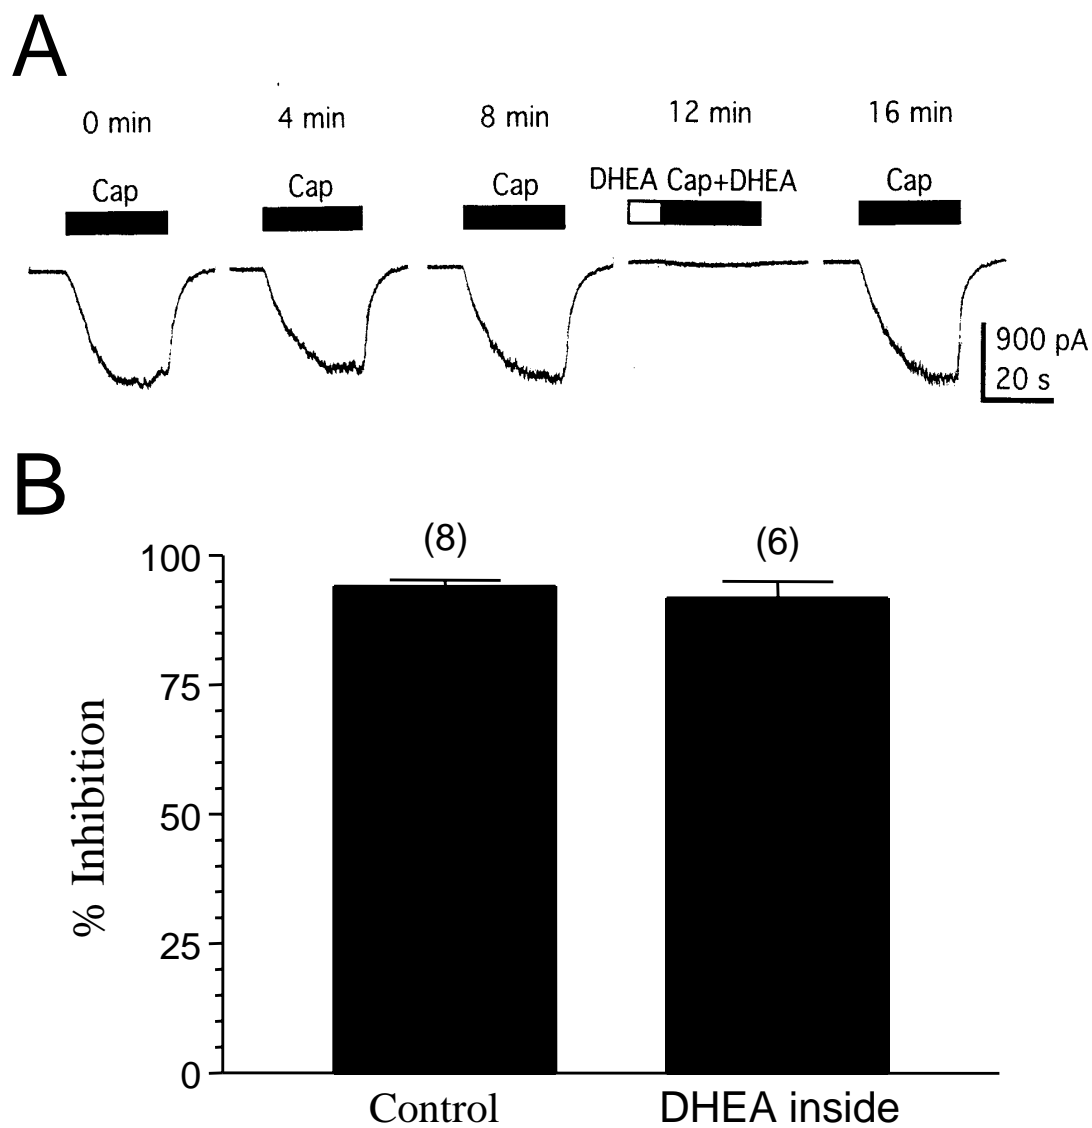 A
0 min 4 min 8 min 12 min 16 min
Cap Cap Cap DHEA Cap+DHEA Cap
900 pA
20 s
B
(8) (6)
100
75
50
25
0
% Inhibition
Control DHEA inside